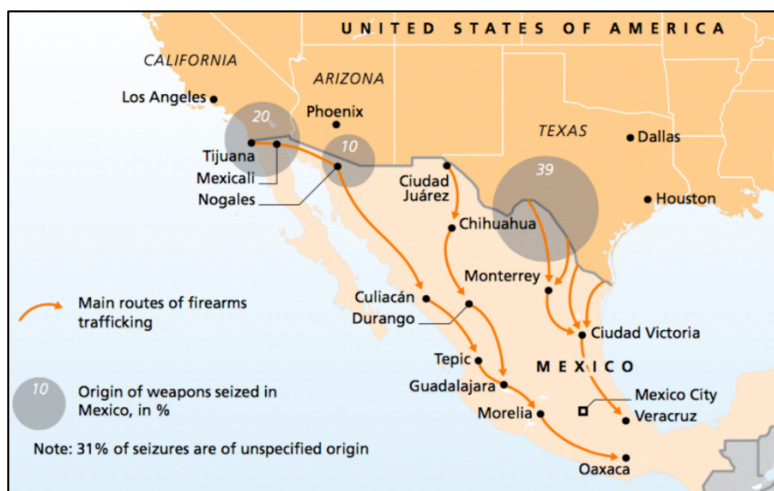 UNITED STATES OF AMERICA
CALIFORNIA
ARIZONA
Los Angeles
Phoenix
TEXAS
Dallas
20
10
39
Tijuana
Mexicali
Nogales
Ciudad
Juárez
Houston
Chihuahua
Monterrey
Culiacán
Durango
Main routes of firearms
trafficking
Ciudad Victoria
Tepic
MEXICO
Guadalajara
10
Origin of weapons seized in
Mexico, in %
Mexico City
Morelia
Veracruz
Note: 31% of seizures are of unspecified origin
Oaxaca